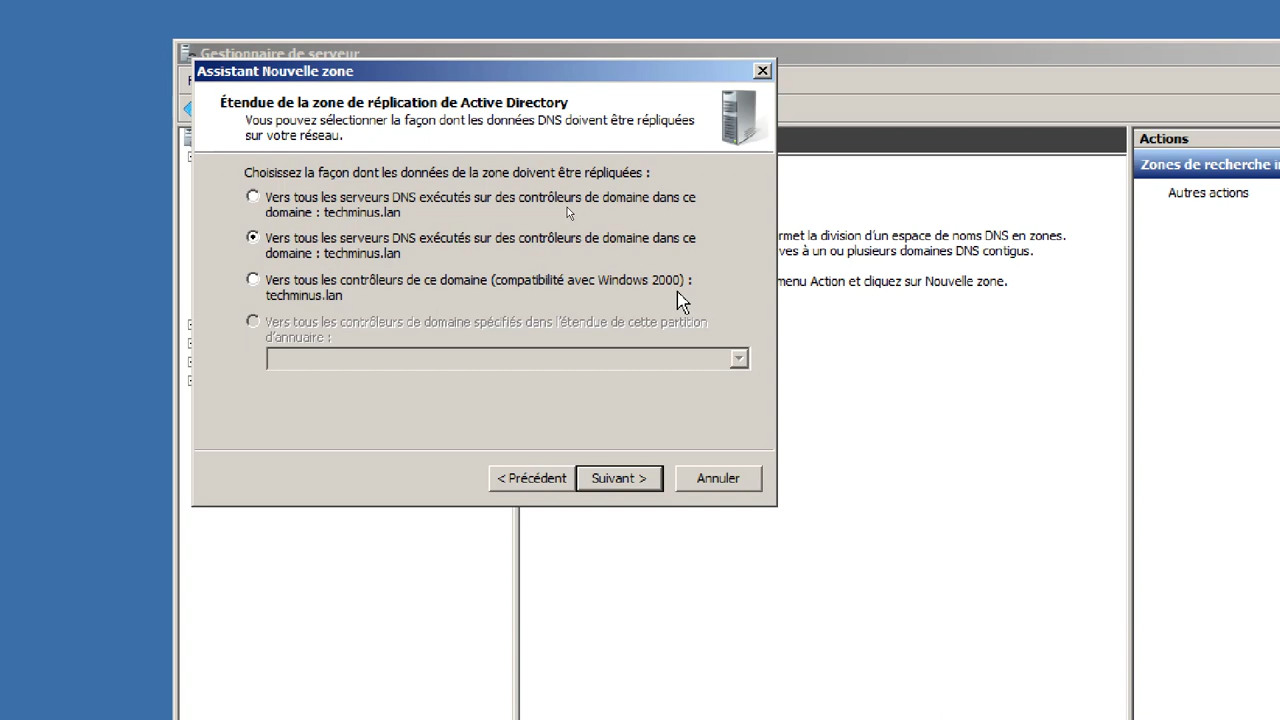 Gestionnaire de serveur
Assistant Nouvelle zone
Étendue de la zone de réplication de Active Directory
Vous pouvez sélectionner la façon dont les données DNS doivent être répliquées
sur votre réseau.
Choisissez la façon dont les données de la zone doivent être répliquées :
Vers tous les serveurs DNS exécutés sur des contrôleurs de domaine dans ce
domaine : techminus.lan
Vers tous les serveurs DNS exécutés sur des contrôleurs de domaine dans ce
domaine : techminus.lan
Vers tous les contrôleurs de ce domaine (compatibilité avec Windows 2000) :
techminus.lan
Vers tous les contrôleurs de domaine spécifiés dans l'étendue de cette partition
d'annuaire :
< Précédent
Suivant >
Annuler
rmet la division d'un espace de noms DNS en zones.
ves à un ou plusieurs domaines DNS contigus.
menu Action et cliquez sur Nouvelle zone.
Actions
Zones de recherche i
Autres actions